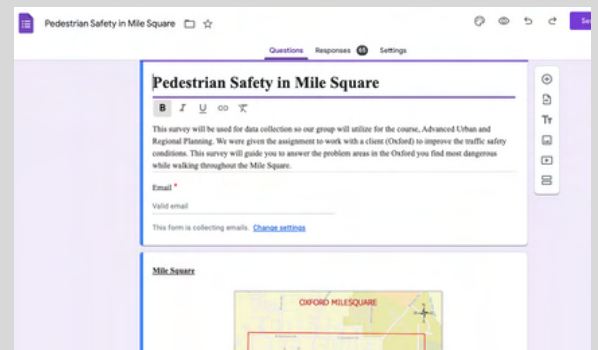 Pedestrian Safety in Mile Square
Questions Responses Settings
Pedestrian Safety in Mile Square
B I U
This survey will be used for data collection so our group will utilize for the course, Advanced Urban and
Regional Planning. We were given the assignment to work with a client (Oxford) to improve the traffic safety
conditions. This survey will guide you to answer the problem areas in the Oxford you find most dangerous
while walking throughout the Mile Square.
Email *
Valid email
This form is collecting emails. Change settings
Tт
Mile Square
OXFORD MILESQUARE